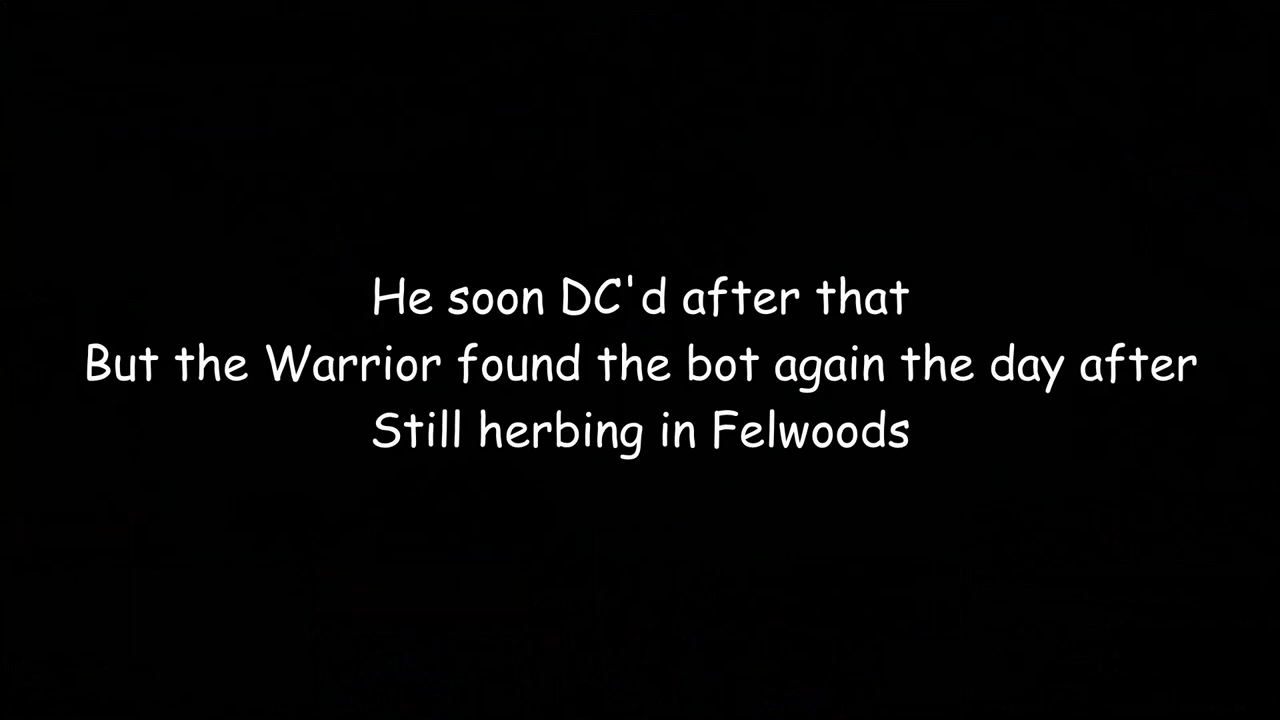 He soon DC'd after that
But the Warrior found the bot again the day after
Still herbing in Felwoods